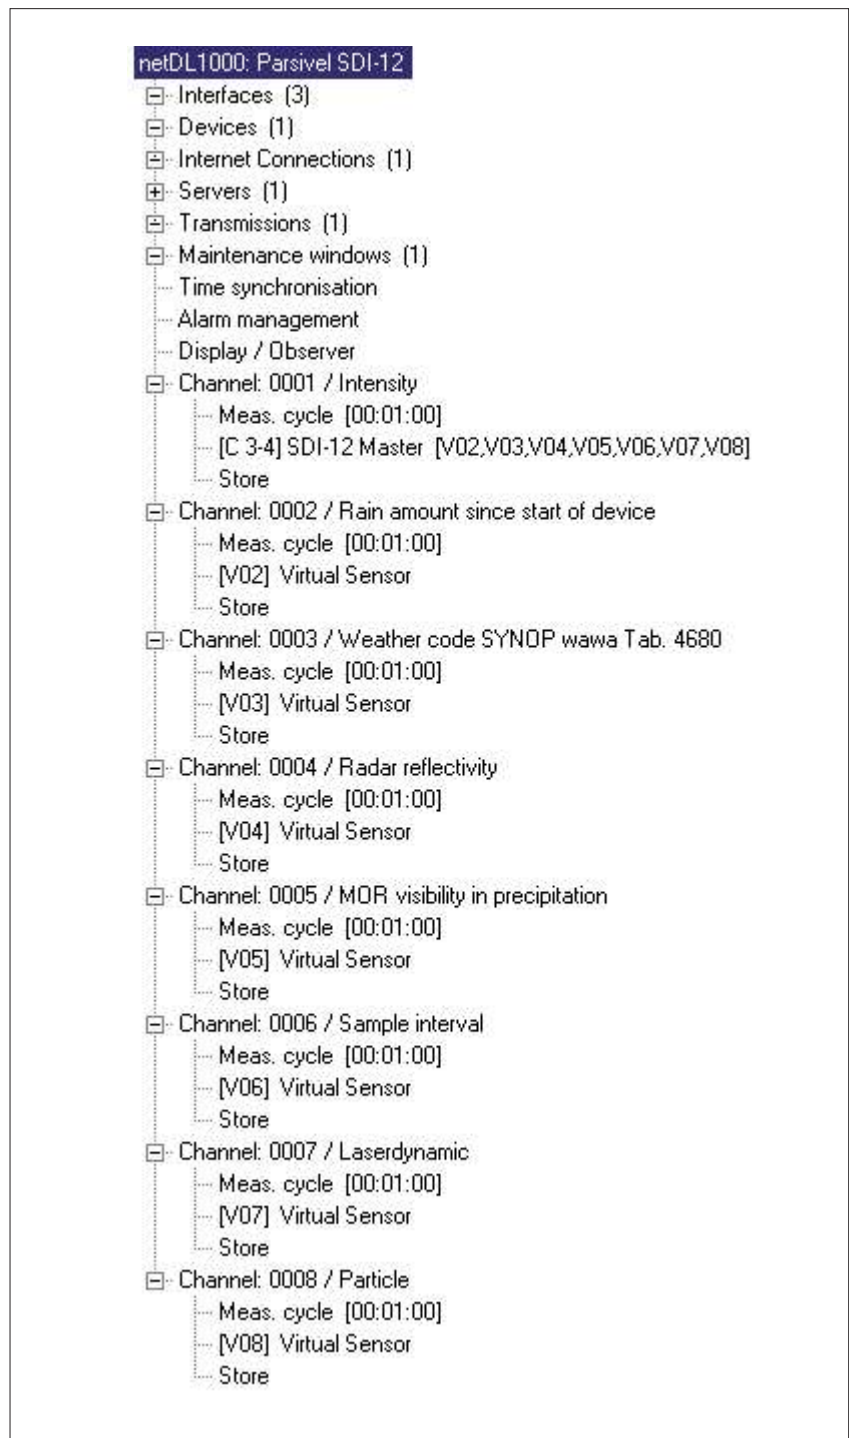 netDL1000: Parsivel SDI-12
Interfaces (3)
Devices (1)
Internet Connections (1)
Servers (1)
Transmissions (1)
Maintenance windows (1)
Time synchronisation
Alarm management
Display / Observer
Channel: 0001 / Intensity
Meas. cycle [00:01:00]
[C 3-4] SDI-12 Master [V02,V03,V04,V05,V06,V07,V08]
Store
Channel: 0002 / Rain amount since start of device
Meas. cycle [00:01:00]
[V02] Virtual Sensor
Store
Channel: 0003 / Weather code SYNOP wawa Tab. 4680
Meas. cycle [00:01:00]
[V03] Virtual Sensor
Store
Channel: 0004 / Radar reflectivity
Meas. cycle [00:01:00]
[V04] Virtual Sensor
Store
Channel: 0005 / MOR visibility in precipitation
Meas. cycle [00:01:00]
[V05] Virtual Sensor
Store
Channel: 0006 / Sample interval
Meas. cycle [00:01:00]
[V06] Virtual Sensor
Store
Channel: 0007 / Laserdynamic
Meas. cycle [00:01:00]
[V07] Virtual Sensor
Store
Channel: 0008 / Particle
Meas. cycle [00:01:00]
[V08] Virtual Sensor
Store